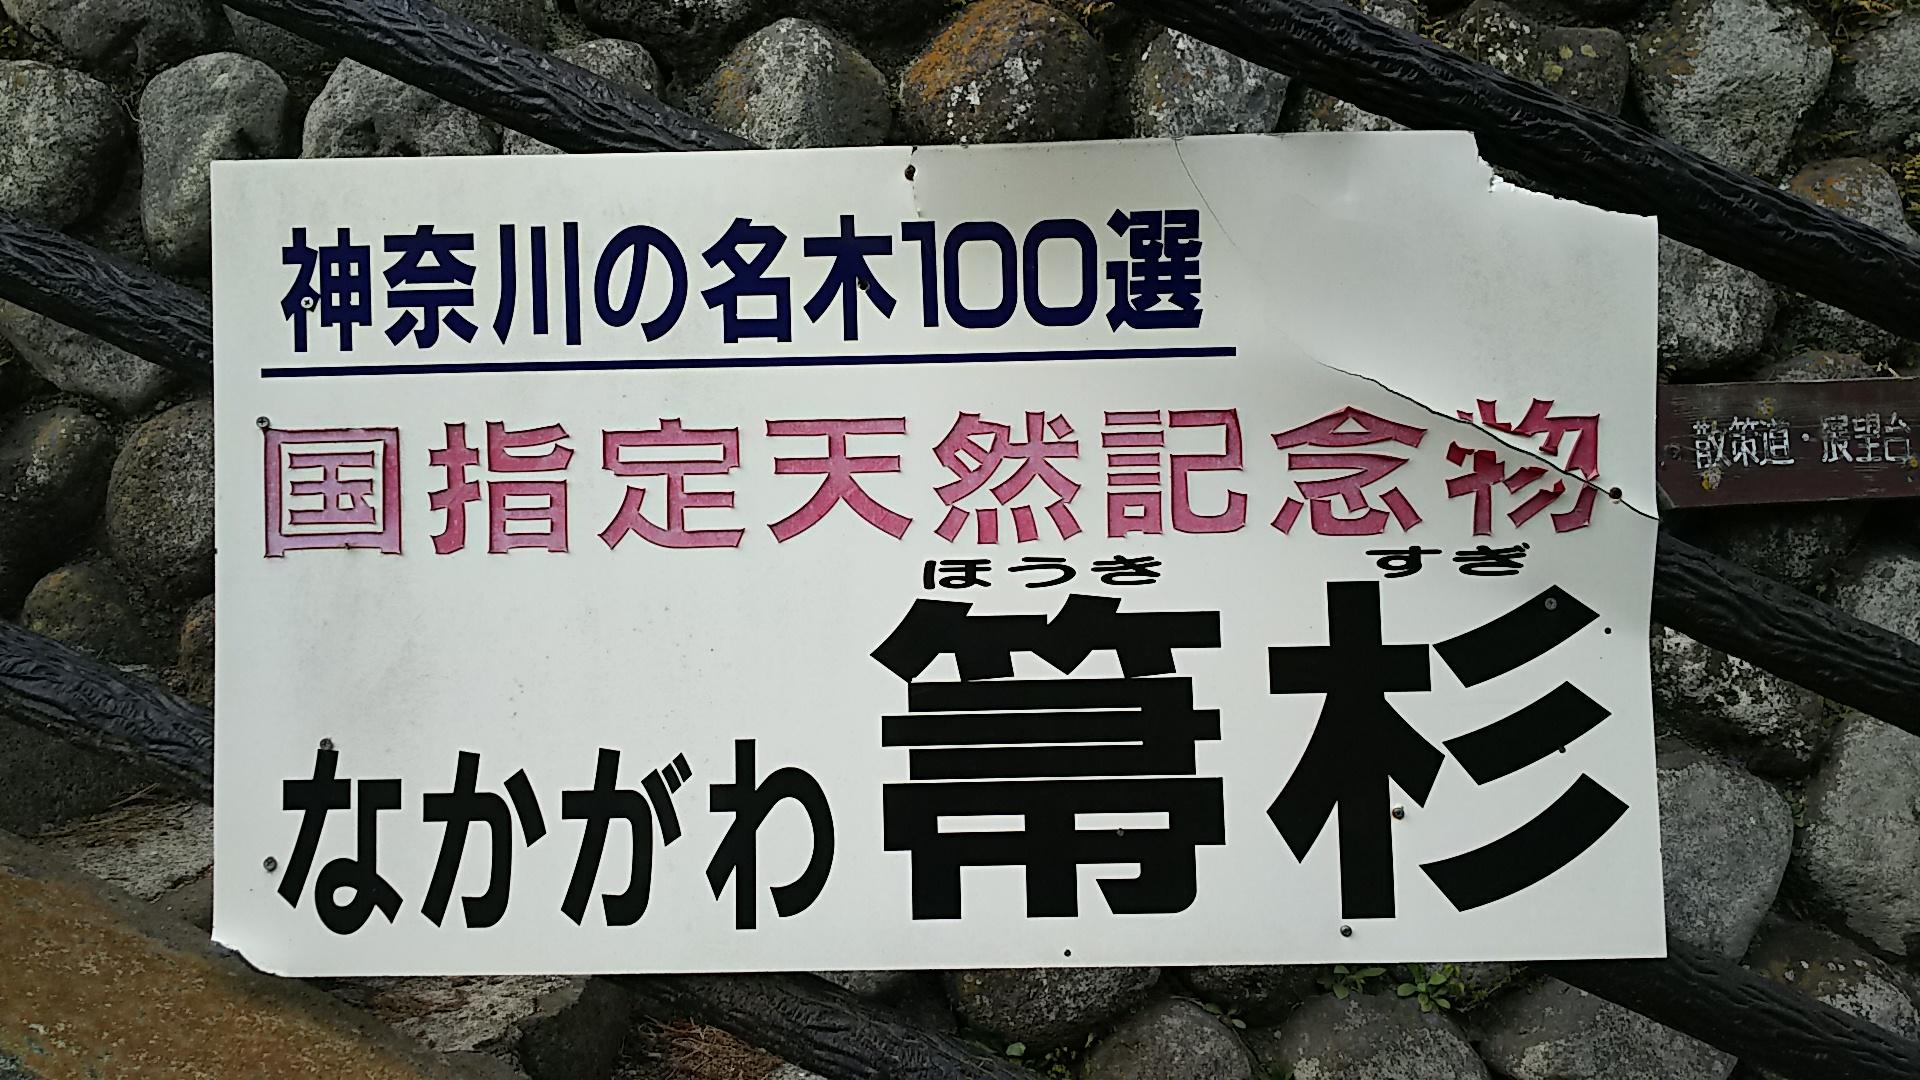 神奈川の名木100選
国指定天然記念物
ほうき すぎ
なかがわ 箒杉
散策道・展望台